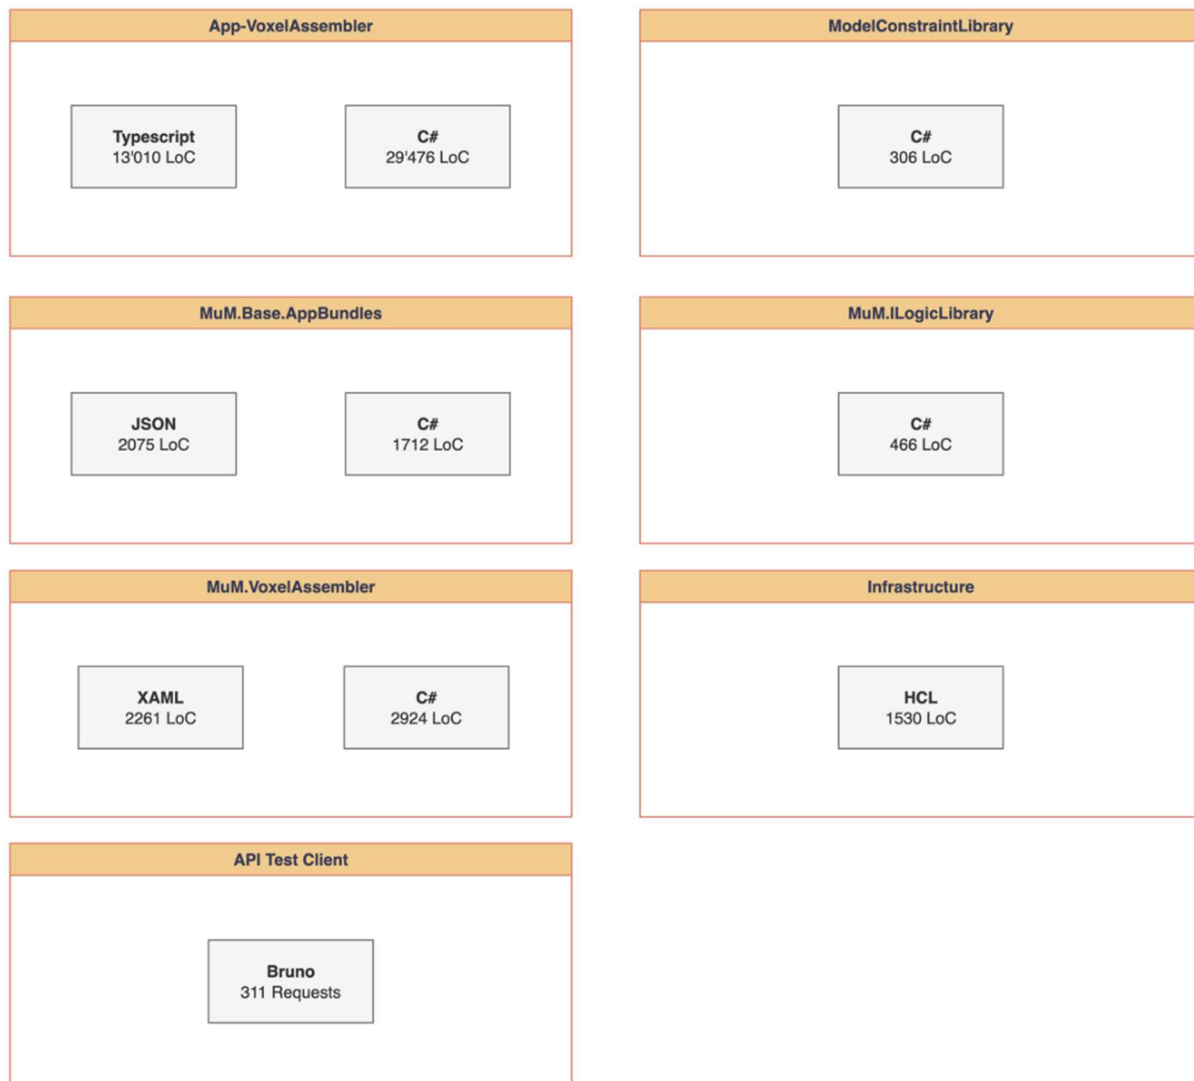 App-VoxelAssembler
Typescript
13'010 LoC
C#
29'476 LoC
ModelConstraintLibrary
C#
306 LoC
MuM.Base.AppBundles
JSON
2075 LoC
C#
1712 LoC
MuM.ILogicLibrary
C#
466 LoC
MuM.VoxelAssembler
XAML
2261 LoC
C#
2924 LoC
Infrastructure
HCL
1530 LoC
API Test Client
Bruno
311 Requests